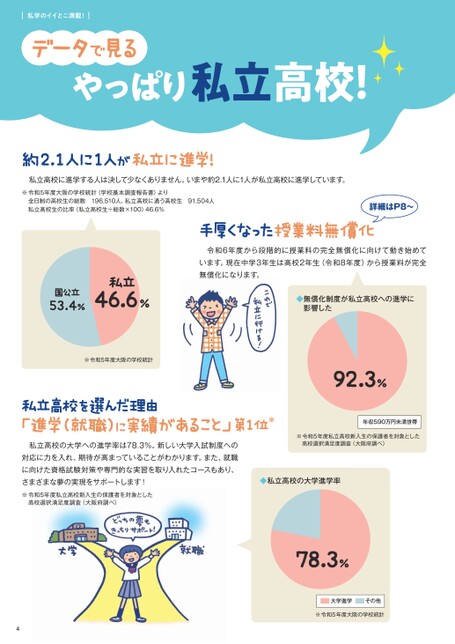 私学のイイとこ満載！
データで見る
やっぱり私立高校！
約2.1人に1人が私立に進学！
私立高校に進学する人は決して少なくありません。いまや約2.1人に1人が私立高校に進学しています。
※令和5年度大阪の学校統計（学校基本調査報告書）より
全日制の高校生の総数　196,510人、私立高校に通う高校生　91,504人
私立高校生の比率（私立高校生÷総数×100）46.6%
詳細はP8〜
手厚くなった授業料無償化
令和6年度から段階的に授業料の完全無償化に向けて動き始めて
います。現在中学3年生は高校2年生（令和8年度）から授業料が完全
無償化になります。
国公立
53.4%
私立
46.6%
※令和5年度大阪の学校統計
これで
私立に
行ける！
◆無償化制度が私立高校への進学に
影響した
92.3%
年収590万円未満世帯
※令和5年度私立高校新入生の保護者を対象とした
高校選択満足度調査（大阪府調べ）
私立高校を選んだ理由
「進学（就職）に実績があること」第1位※
私立高校の大学への進学率は78.3%。新しい大学入試制度への
対応に力を入れ、期待が高まっていることがわかります。また、就職
に向けた資格試験対策や専門的な実習を取り入れたコースもあり、
さまざまな夢の実現をサポートします！
※令和5年度私立高校新入生の保護者を対象とした
高校選択満足度調査（大阪府調べ）
どっちの夢も
きっちりサポート！
大学
就職
◆私立高校の大学進学率
78.3%
大学進学　その他
※令和5年度大阪の学校統計
4